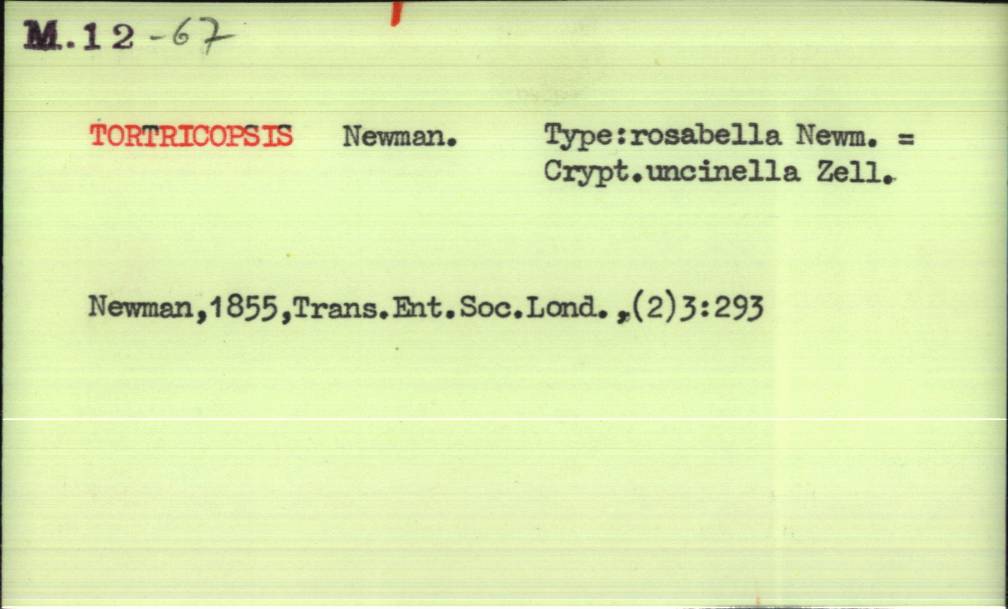 M.12-67
TORTRICOPSIS Newman. Type:rosabella Newm. =
Crypt.uncinella Zell.
Newman,1855,Trans.Ent.Soc.Lond.,(2)3:293